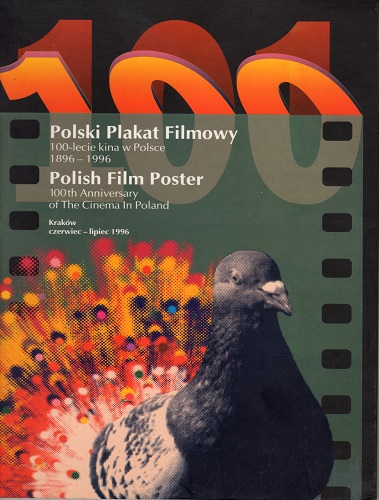 100
Polski Plakat Filmowy
100-lecie kina w Polsce
1896 – 1996
Polish Film Poster
100th Anniversary
of The Cinema In Poland
Kraków
czerwiec – lipiec 1996